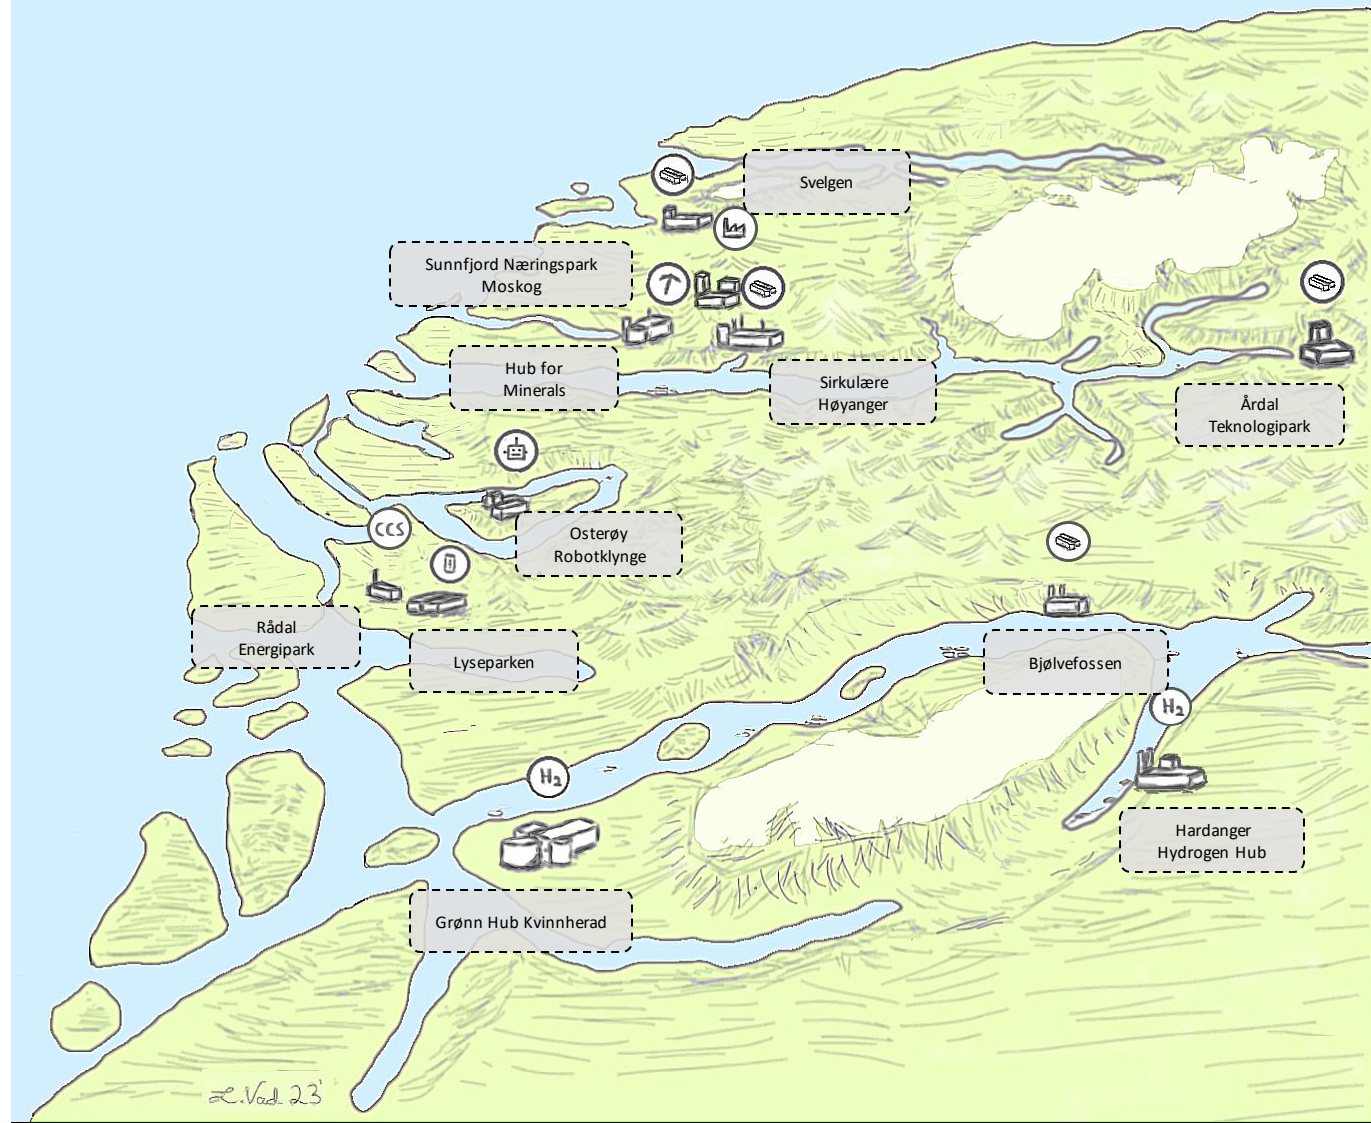 Svelgen
Sunnfjord Næringspark
Moskog
Hub for
Minerals
Sirkulære
Høyanger
Årdal
Teknologipark
Osterøy
Robotklynge
CCS
Rådal
Energipark
Lyseparken
Bjølvefossen
H₂
H₂
Hardanger
Hydrogen Hub
Grønn Hub Kvinnherad
L.Vad 23'